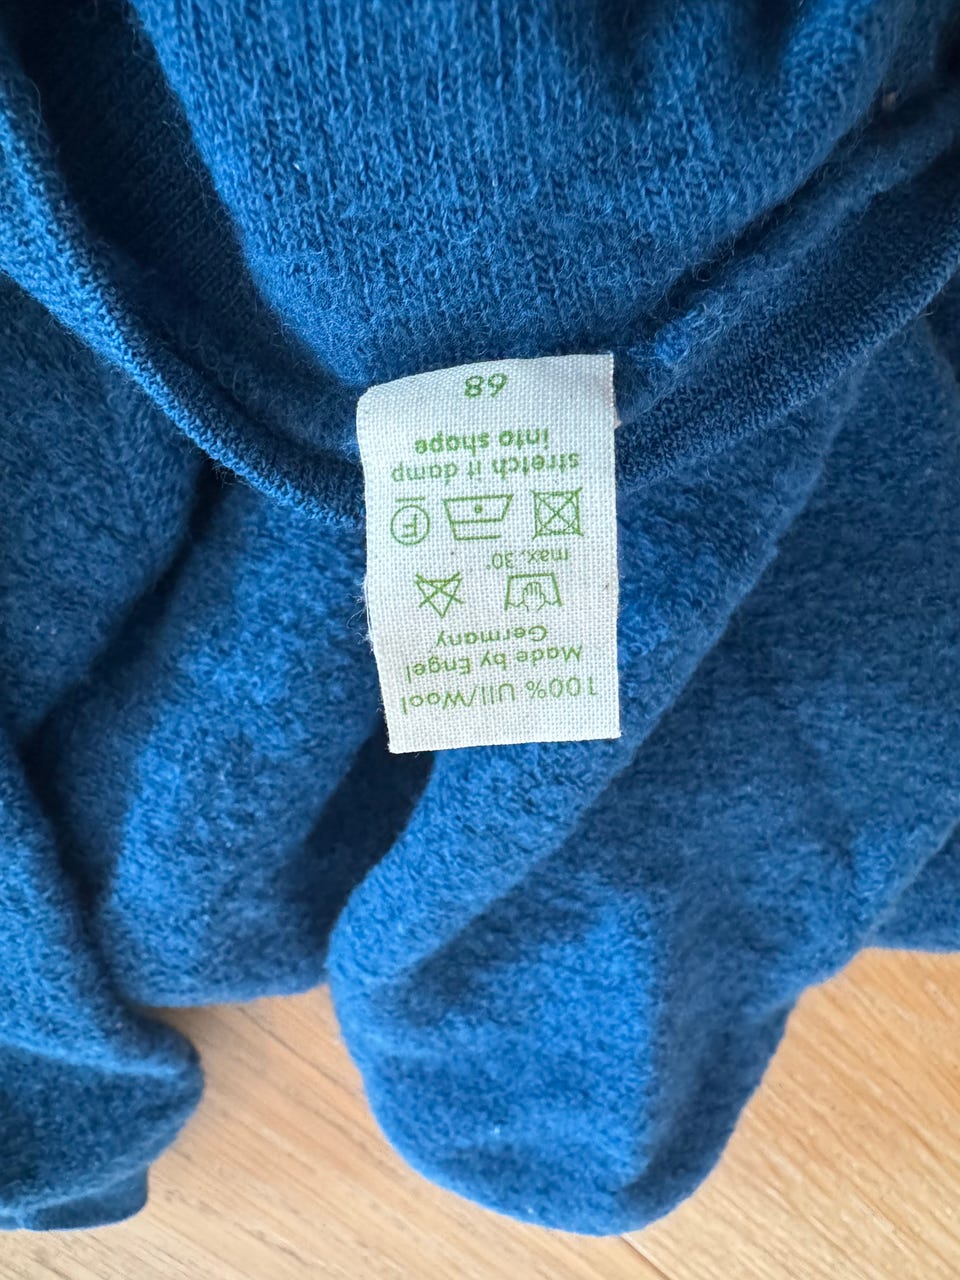 100% Ull/Wool
Made by Engel
Germany
max. 30°
F
stretch it damp
into shape
68